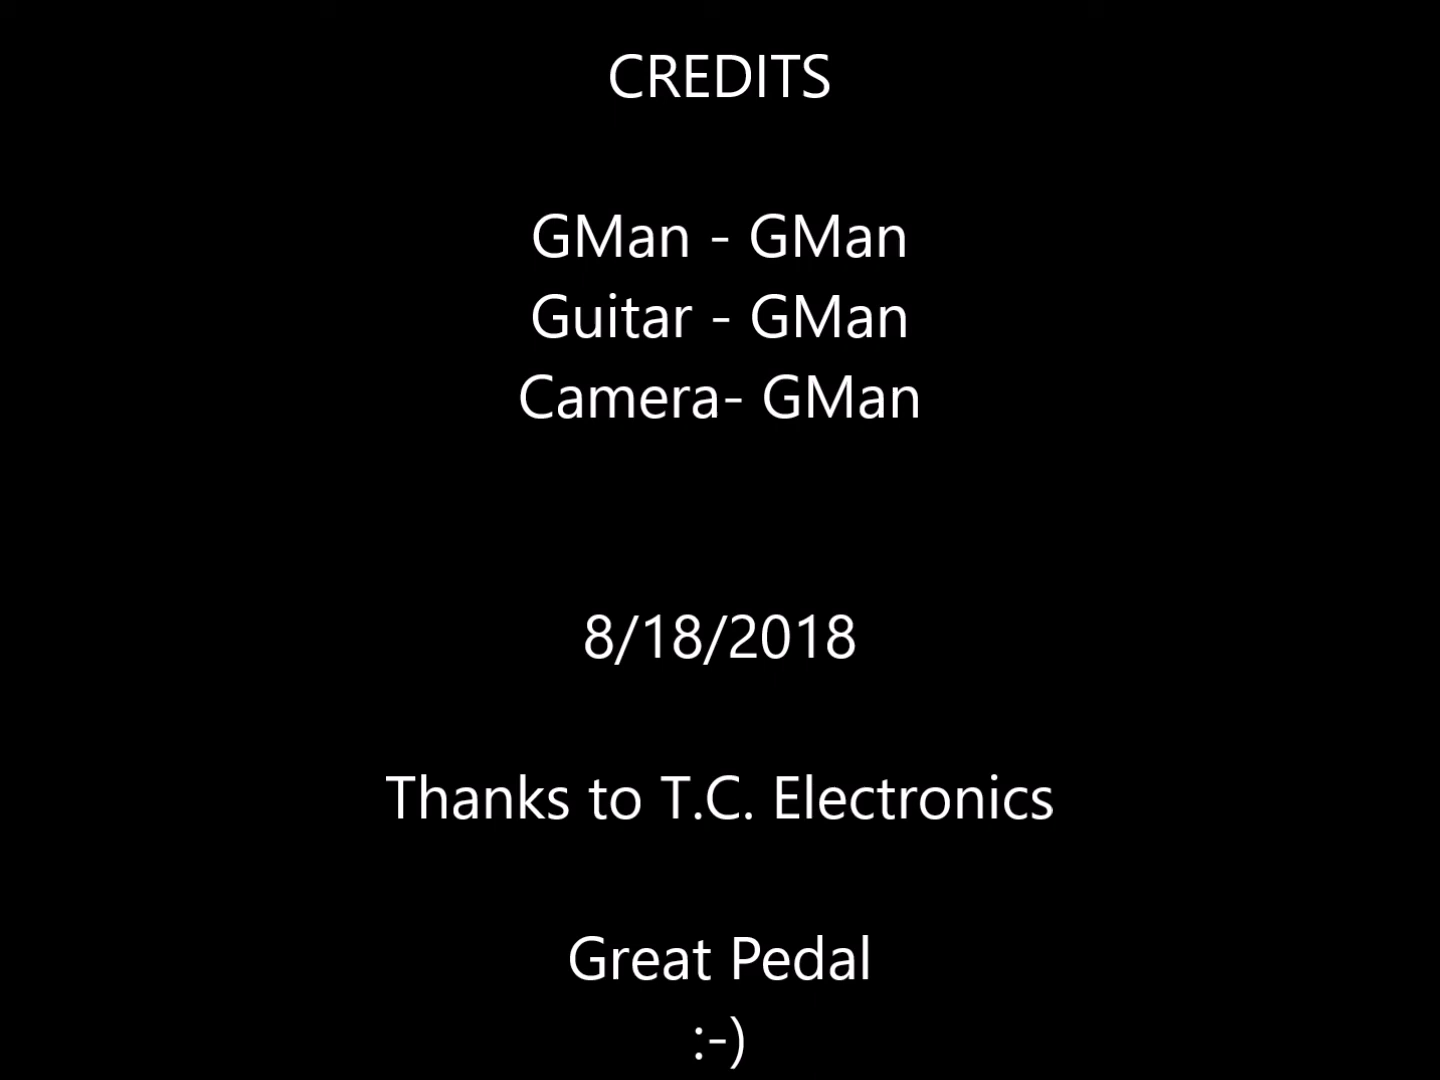 CREDITS
GMan - GMan
Guitar - GMan
Camera- GMan
8/18/2018
Thanks to T.C. Electronics
Great Pedal
:-)